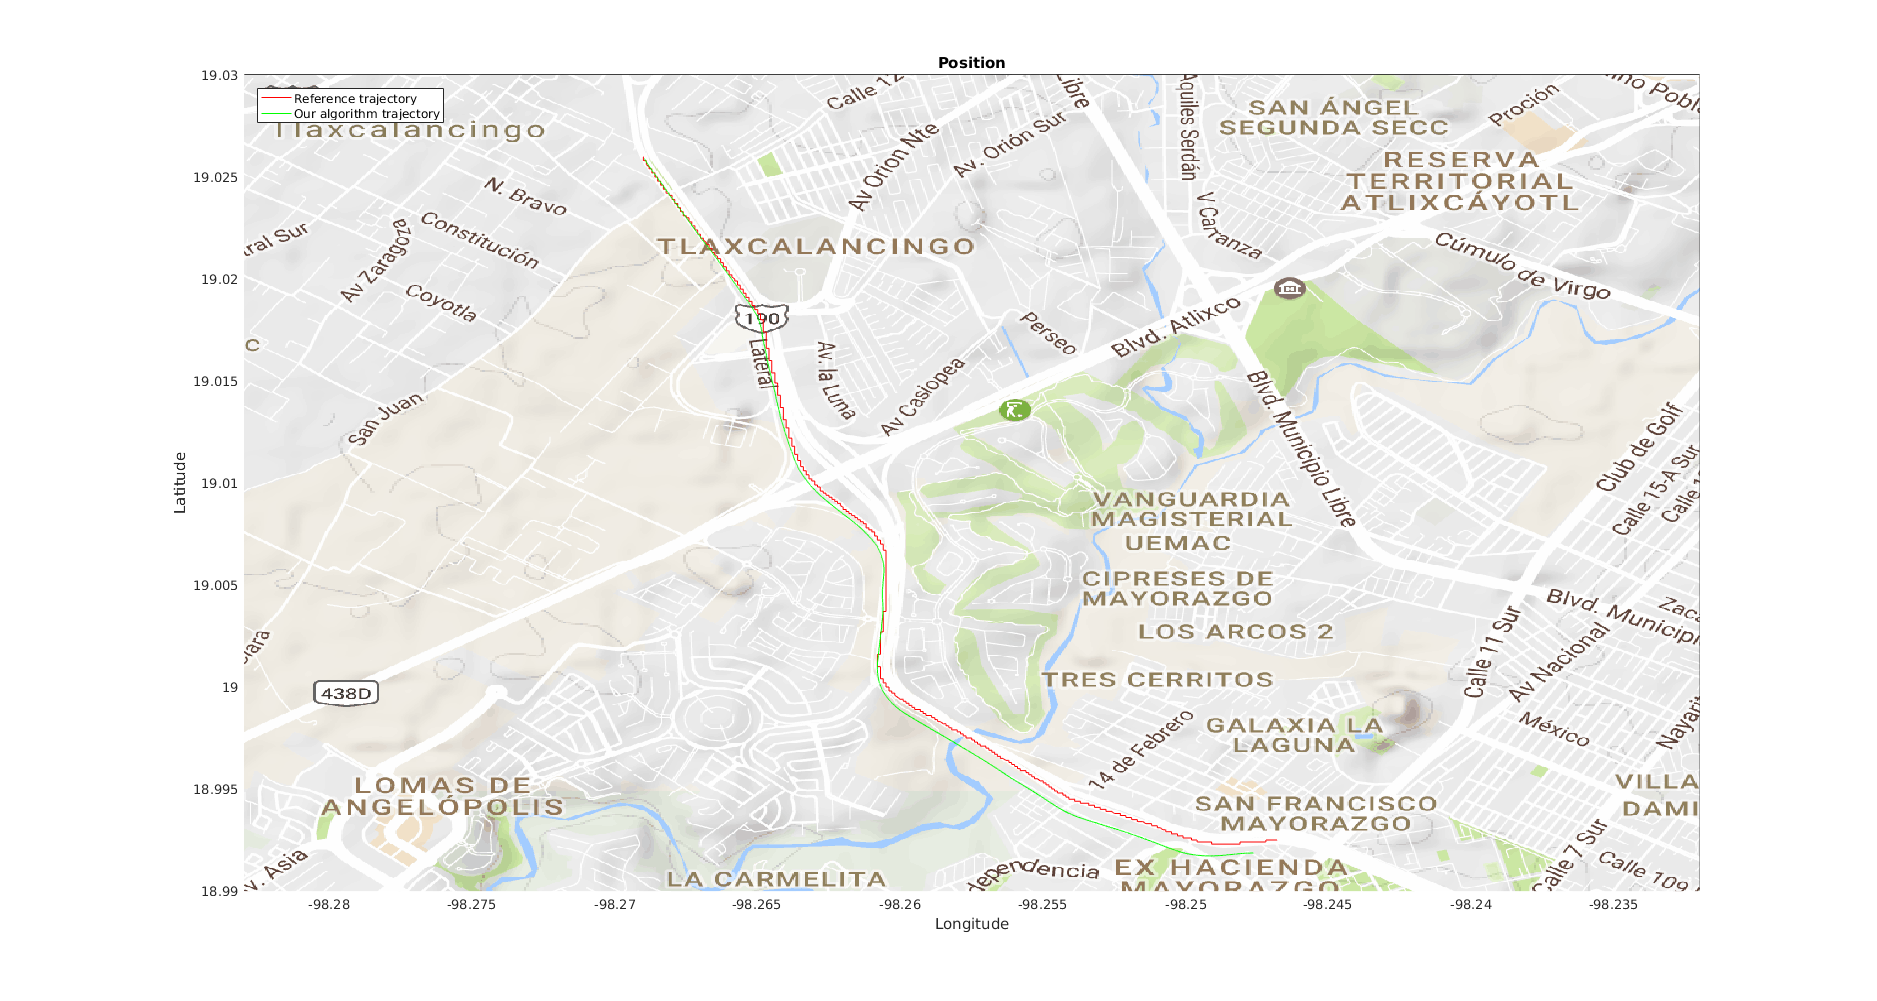 Position
19.03
19.025
19.02
19.015
19.01
19.005
19
18.995
18.99
Latitude
Reference trajectory
Our algorithm trajectory
Tlaxcalancingo
Calle 12
Libre
Aquiles Serdán
SAN ÁNGEL
SEGUNDA SECC
Proción
RESERVA
TERRITORIAL
ATLIXCÁYOTL
N. Bravo
Constitución
Av Zaragoza
Coyotla
Av Orion Nte
Av. Orión Sur
V Carranza
Cúmulo de Virgo
TLAXCALANCINGO
190
Lateral
Av. la Luna
Perseo
Blvd. Atlixco
Av Casiopea
San Juan
Blvd. Municipio Libre
Club de Golf
Calle 15-A Sur
VANGUARDIA
MAGISTERIAL
UEMAC
CIPRESES DE
MAYORAZGO
LOS ARCOS 2
TRES CERRITOS
Calle 11 Sur
Av Nacional
Blvd. Municipi
438D
14 de Febrero
GALAXIA LA
LAGUNA
México
Nayarit
LOMAS DE
ANGELÓPOLIS
SAN FRANCISCO
MAYORAZGO
VILLA
DAMI
V. Asia
LA CARMELITA
dependencia
EX HACIENDA
MAYORAZGO
Calle 7 Sur
Calle 109
-98.28
-98.275
-98.27
-98.265
-98.26
-98.255
-98.25
-98.245
-98.24
-98.235
Longitude